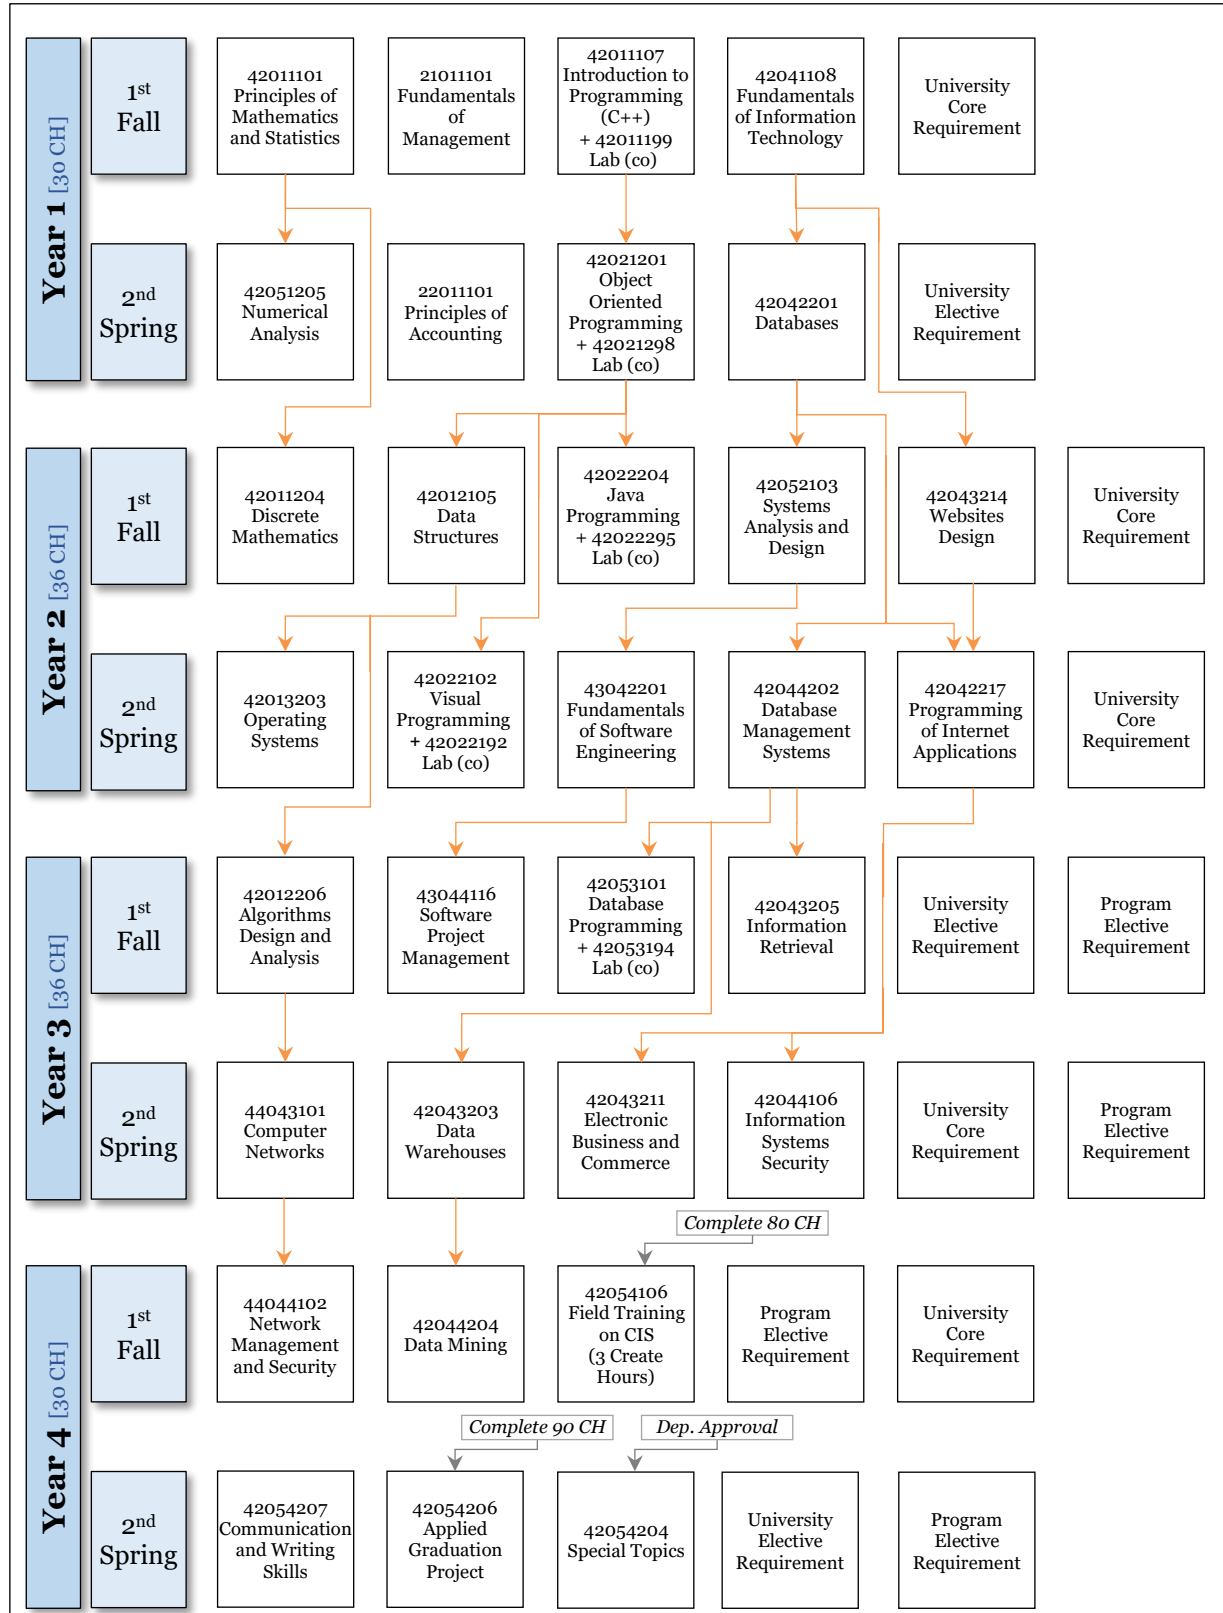 Year 1 [30 CH]
1st
Fall
42011101
Principles of
Mathematics
and Statistics
21011101
Fundamentals
of
Management
42011107
Introduction to
Programming
(C++)
+ 42011199
Lab (co)
42041108
Fundamentals
of Information
Technology
University
Core
Requirement
2nd
Spring
42051205
Numerical
Analysis
22011101
Principles of
Accounting
42021201
Object
Oriented
Programming
+ 42021298
Lab (co)
42042201
Databases
University
Elective
Requirement
Year 2 [36 CH]
1st
Fall
42011204
Discrete
Mathematics
42012105
Data
Structures
42022204
Java
Programming
+ 42022295
Lab (co)
42052103
Systems
Analysis and
Design
42043214
Websites
Design
University
Core
Requirement
2nd
Spring
42013203
Operating
Systems
42022102
Visual
Programming
+ 42022192
Lab (co)
43042201
Fundamentals
of Software
Engineering
42044202
Database
Management
Systems
42042217
Programming
of Internet
Applications
University
Core
Requirement
Year 3 [36 CH]
1st
Fall
42012206
Algorithms
Design and
Analysis
43044116
Software
Project
Management
42053101
Database
Programming
+ 42053194
Lab (co)
42043205
Information
Retrieval
University
Elective
Requirement
Program
Elective
Requirement
2nd
Spring
44043101
Computer
Networks
42043203
Data
Warehouses
42043211
Electronic
Business and
Commerce
42044106
Information
Systems
Security
University
Core
Requirement
Program
Elective
Requirement
Complete 80 CH
Year 4 [30 CH]
1st
Fall
44044102
Network
Management
and Security
42044204
Data Mining
42054106
Field Training
on CIS
(3 Create
Hours)
Program
Elective
Requirement
University
Core
Requirement
Complete 90 CH
Dep. Approval
2nd
Spring
42054207
Communication
and Writing
Skills
42054206
Applied
Graduation
Project
42054204
Special Topics
University
Elective
Requirement
Program
Elective
Requirement